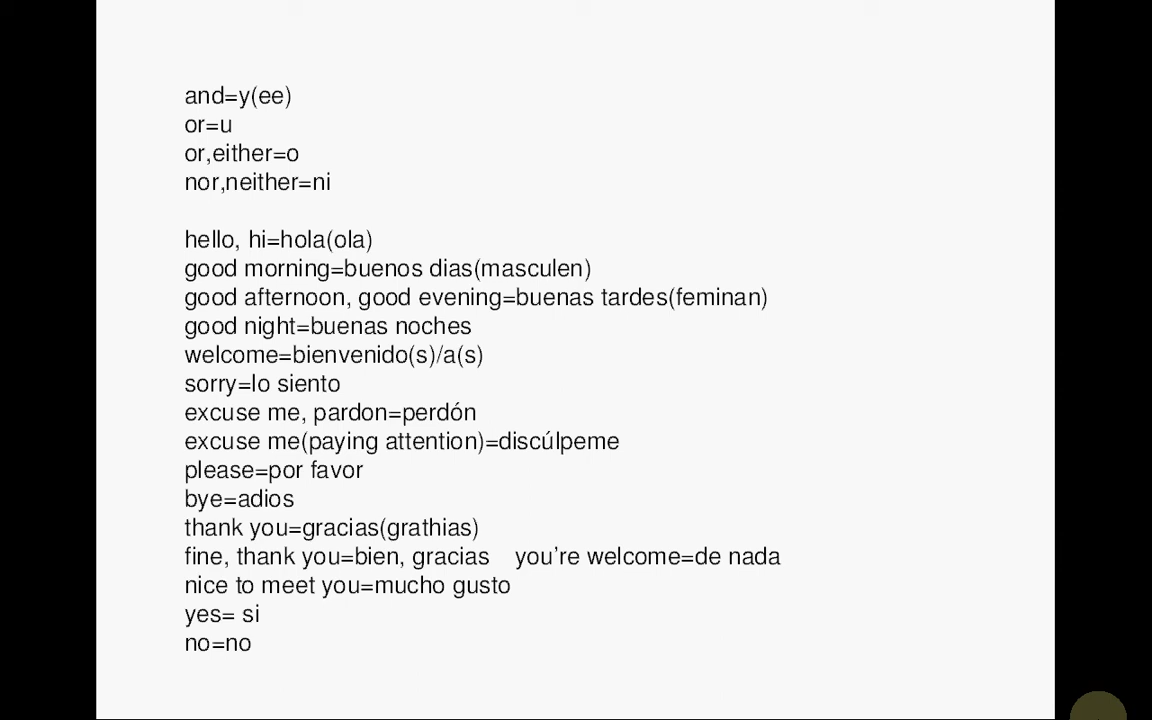 and=y(ee)
or=u
or,either=o
nor,neither=ni
hello, hi=hola(ola)
good morning=buenos dias(masculen)
good afternoon, good evening=buenas tardes(feminan)
good night=buenas noches
welcome=bienvenido(s)/a(s)
sorry=lo siento
excuse me, pardon=perdón
excuse me(paying attention)=discúlpeme
please=por favor
bye=adios
thank you=gracias(grathias)
fine, thank you=bien, gracias    you’re welcome=de nada
nice to meet you=mucho gusto
yes= si
no=no